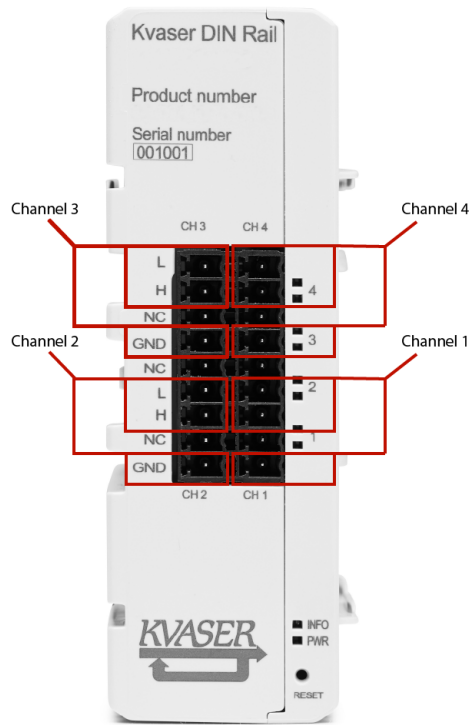 Kvaser DIN Rail
Product number
Serial number
001001
Channel 3
Channel 4
CH 3
CH 4
L
H
4
NC
GND
3
Channel 2
Channel 1
NC
L
2
H
NC
1
GND
CH 2
CH 1
KVASER
INFO
PWR
RESET